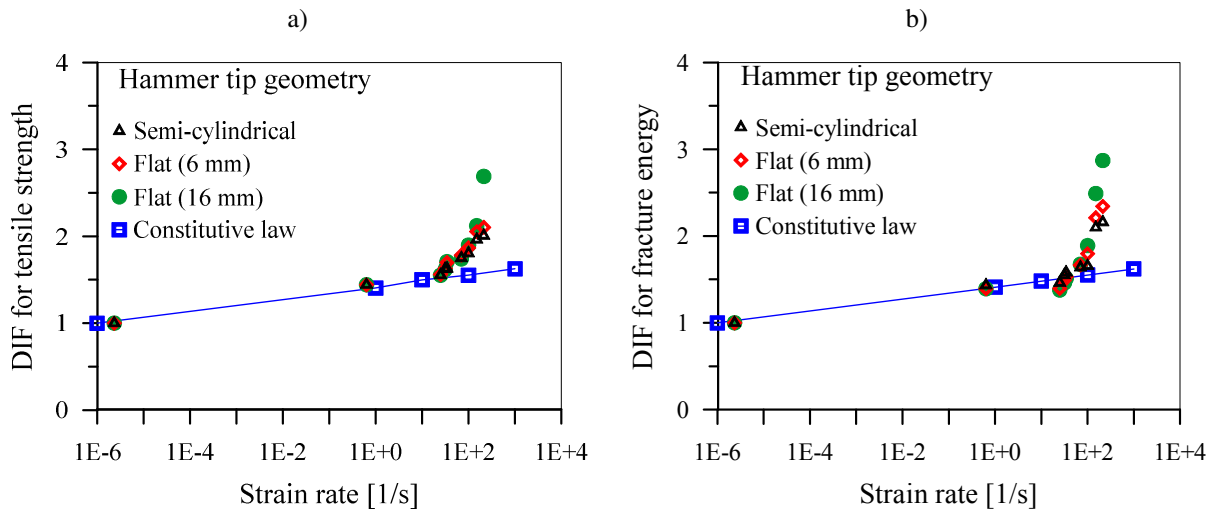 a)
DIF for tensile strength
4
3
2
1
0
Hammer tip geometry
Semi-cylindrical
Flat (6 mm)
Flat (16 mm)
Constitutive law
1E-6 1E-4 1E-2 1E+0 1E+2 1E+4
Strain rate [1/s]
b)
DIF for fracture energy
4
3
2
1
0
Hammer tip geometry
Semi-cylindrical
Flat (6 mm)
Flat (16 mm)
Constitutive law
1E-6 1E-4 1E-2 1E+0 1E+2 1E+4
Strain rate [1/s]